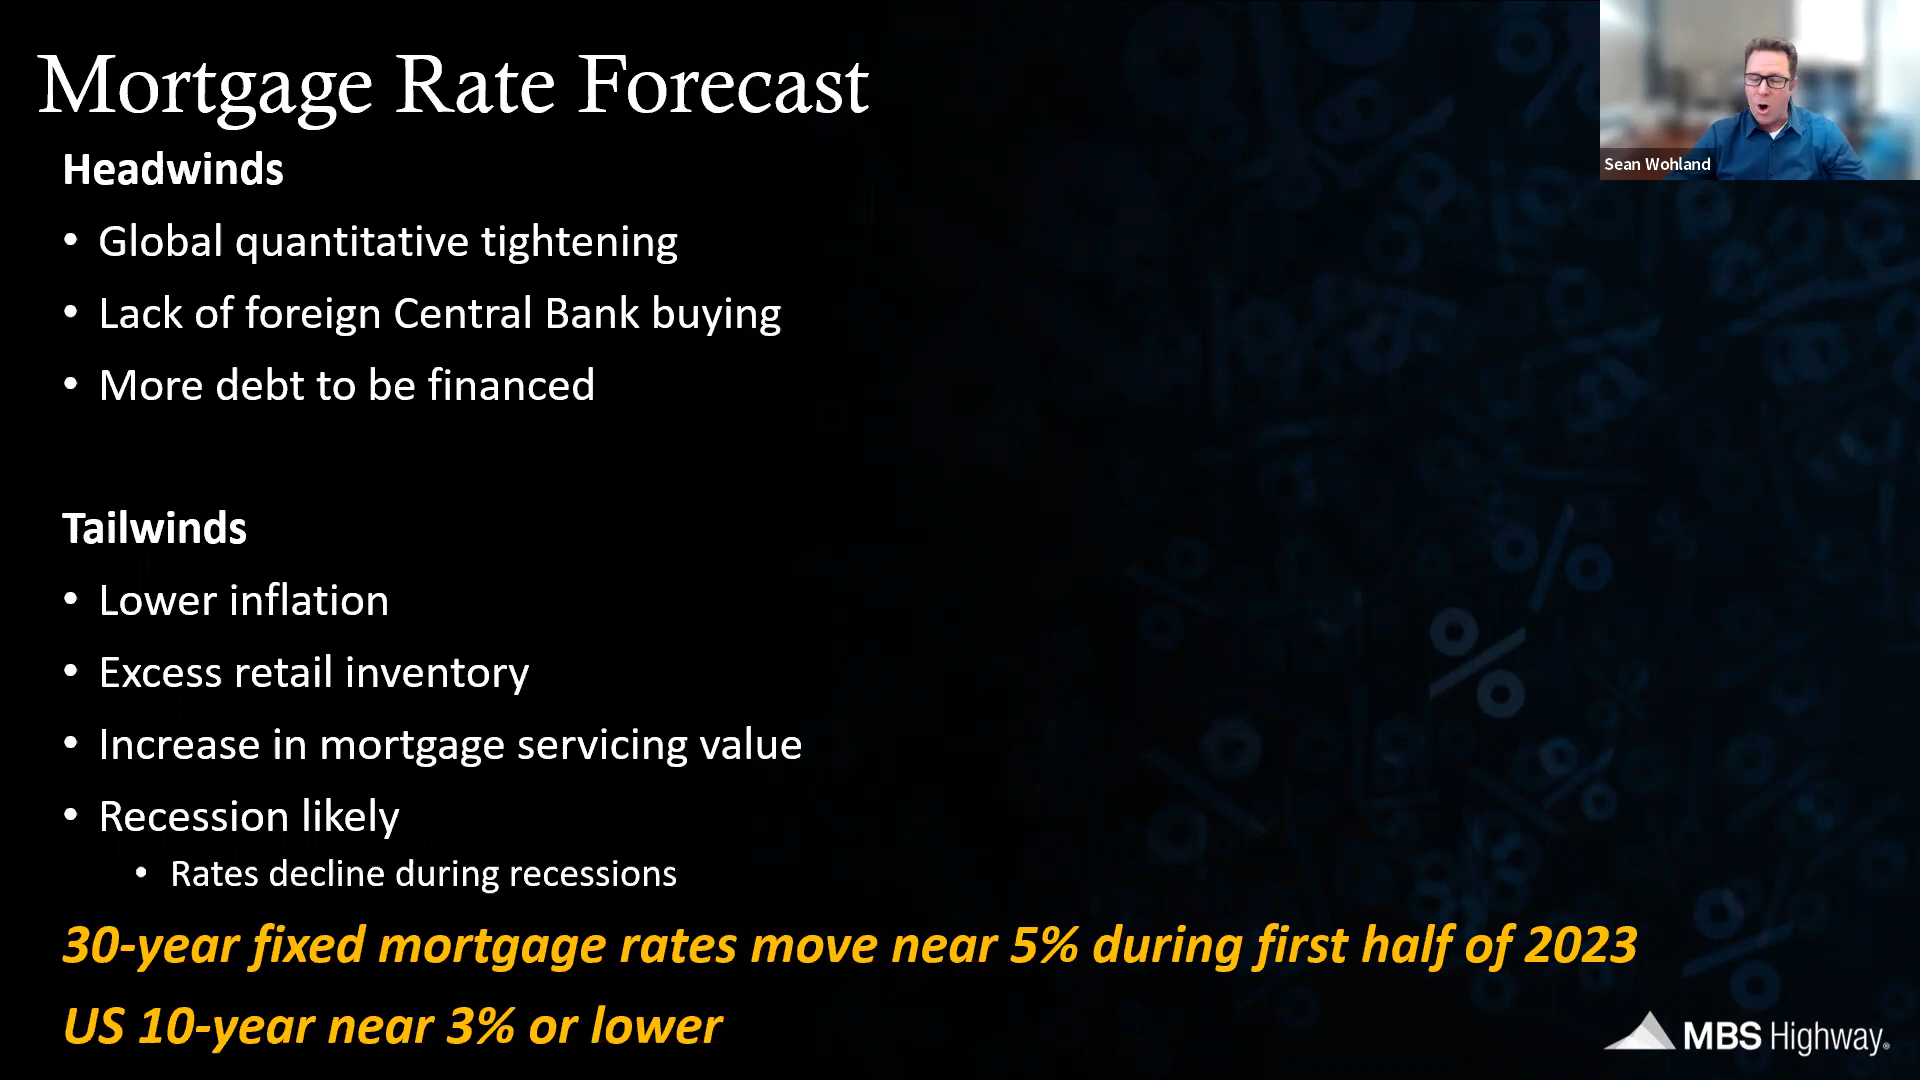 Mortgage Rate Forecast
Sean Wohland
Headwinds
• Global quantitative tightening
• Lack of foreign Central Bank buying
• More debt to be financed
Tailwinds
• Lower inflation
• Excess retail inventory
• Increase in mortgage servicing value
• Recession likely
• Rates decline during recessions
30-year fixed mortgage rates move near 5% during first half of 2023
US 10-year near 3% or lower
MBS Highway®